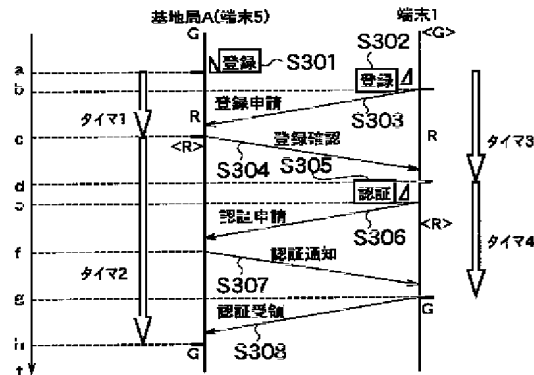 基地局A(端末5)
端末1
G
<G>
登録
S301
S302
登録
a
b
登録申請
S303
タイマ1
R
R
c
<R>
登録確認
タイマ3
S304
S305
d
認証
認証申請
S306
<R>
タイマ4
f
認証通知
タイマ2
S307
g
G
認証受領
S308
h
G
t